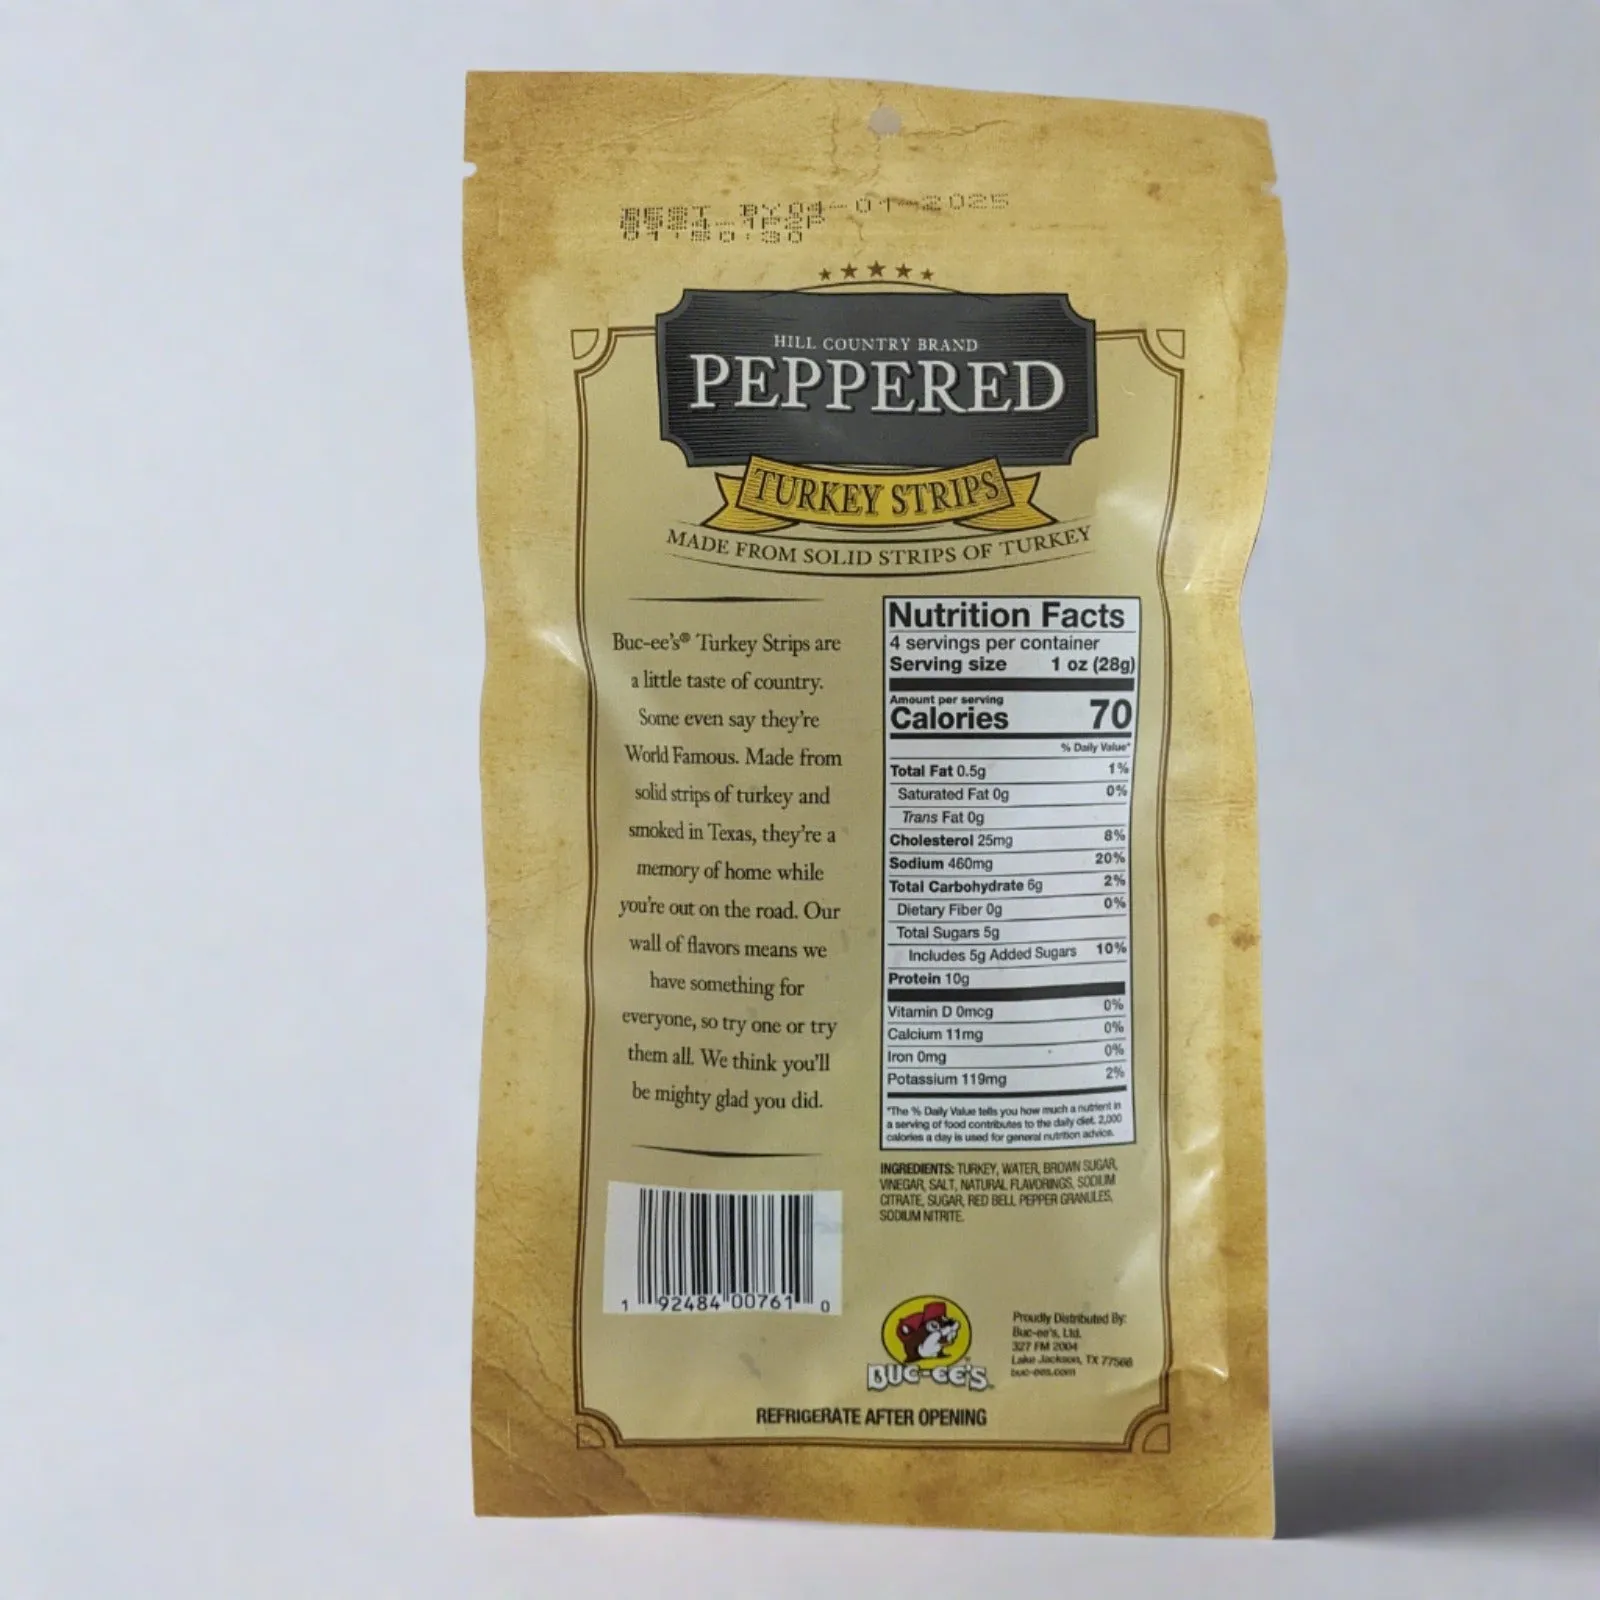 BEST BY04-01-2025
HILL COUNTRY BRAND
PEPPERED
TURKEY STRIPS
MADE FROM SOLID STRIPS OF TURKEY
Buc-ee's® Turkey Strips are
a little taste of country.
Some even say they're
World Famous. Made from
solid strips of turkey and
smoked in Texas, they're a
memory of home while
you're out on the road. Our
wall of flavors means we
have something for
everyone, so try one or try
them all. We think you'll
be mighty glad you did.
1 92484 00761 0
Nutrition Facts
4 servings per container
Serving size 1 oz (28g)
Amount per serving
Calories 70
% Daily Value*
Total Fat 0.5g 1%
Saturated Fat 0g 0%
Trans Fat 0g
Cholesterol 25mg 8%
Sodium 460mg 20%
Total Carbohydrate 6g 2%
Dietary Fiber 0g 0%
Total Sugars 5g
Includes 5g Added Sugars 10%
Protein 10g
Vitamin D 0mcg 0%
Calcium 11mg 0%
Iron 0mg 0%
Potassium 119mg 2%
*The % Daily Value tells you how much a nutrient in
a serving of food contributes to the daily diet. 2,000
calories a day is used for general nutrition advice.
INGREDIENTS: TURKEY, WATER, BROWN SUGAR,
VINEGAR, SALT, NATURAL FLAVORINGS, SODIUM
CITRATE, SUGAR, RED BELL PEPPER GRANULES,
SODIUM NITRITE.
BUC-EE'S
Proudly Distributed By:
Buc-ee's, Ltd.
327 FM 2004
Lake Jackson, TX 77566
buc-ees.com
REFRIGERATE AFTER OPENING